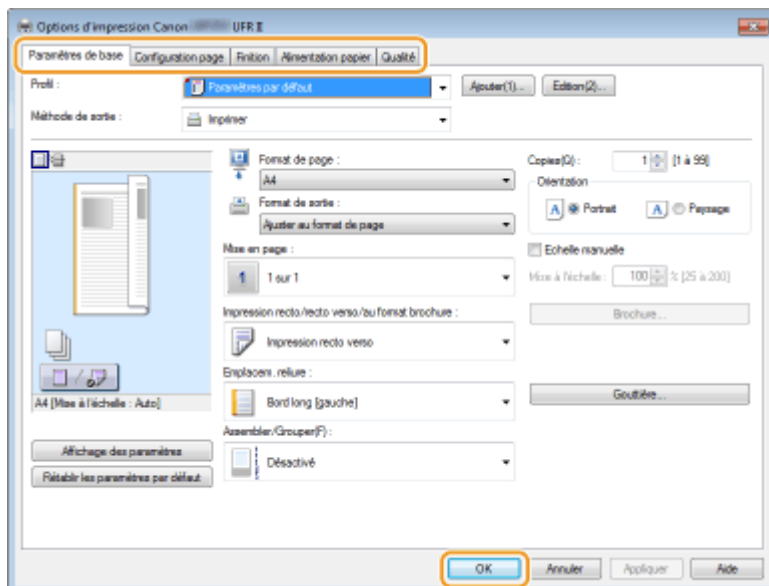 Options d'impression Canon UFR II
Paramètres de base Configuration page Finition Alimentation papier Qualité
Profil : Paramètres par défaut Ajouter(1)... Edition(2)...
Méthode de sortie : Imprimer
Format de page :
A4
Format de sortie :
Ajuster au format de page
Mise en page :
1 1 sur 1
Impression recto/recto verso/au format brochure :
Impression recto verso
Emplacem. reliure :
Bord long [gauche]
Assembler/Grouper(F) :
Désactivé
Copies(Q) : 1 [1 à 99]
Orientation
A Portrait A Paysage
Echelle manuelle
Mise à l'échelle : 100 % [25 à 200]
Brochure...
Gouttière...
A4 [Mise à l'échelle : Auto]
Affichage des paramètres
Rétablir les paramètres par défaut
OK Annuler Appliquer Aide